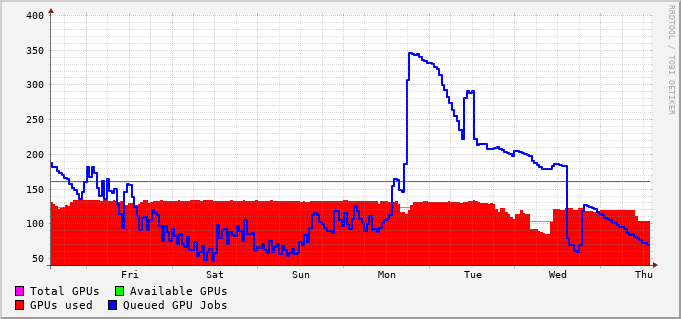 400
350
300
250
200
150
100
50
Fri Sat Sun Mon Tue Wed Thu
Total GPUs Available GPUs
GPUs used Queued GPU Jobs
RRDTOOL / TOBI OETIKER